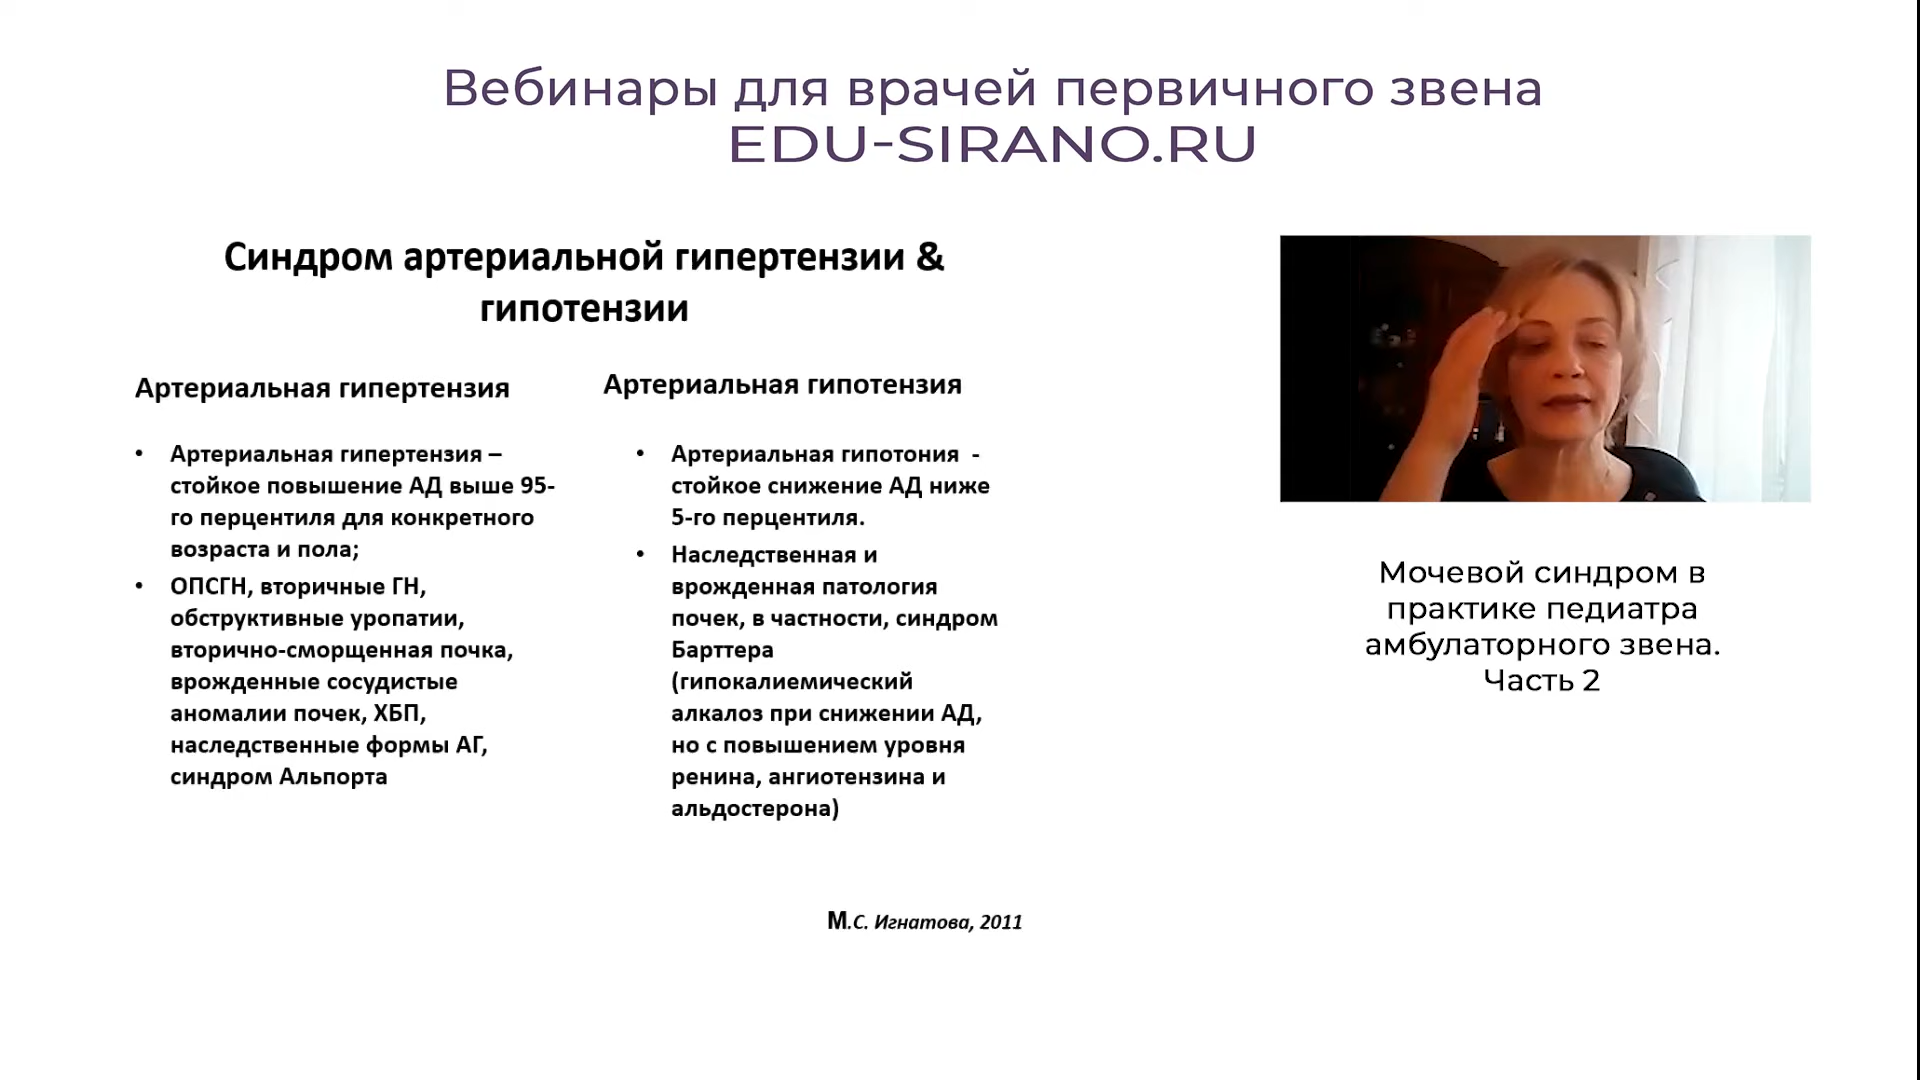 Вебинары для врачей первичного звена
EDU-SIRANO.RU
Синдром артериальной гипертензии &
гипотензии
Артериальная гипертензия
• Артериальная гипертензия –
стойкое повышение АД выше 95-
го перцентиля для конкретного
возраста и пола;
• ОПСГН, вторичные ГН,
обструктивные уропатии,
вторично-сморщенная почка,
врожденные сосудистые
аномалии почек, ХБП,
наследственные формы АГ,
синдром Альпорта
Артериальная гипотензия
• Артериальная гипотония -
стойкое снижение АД ниже
5-го перцентиля.
• Наследственная и
врожденная патология
почек, в частности, синдром
Барттера
(гипокалиемический
алкалоз при снижении АД,
но с повышением уровня
ренина, ангиотензина и
альдостерона)
М.С. Игнатова, 2011
Мочевой синдром в
практике педиатра
амбулаторного звена.
Часть 2